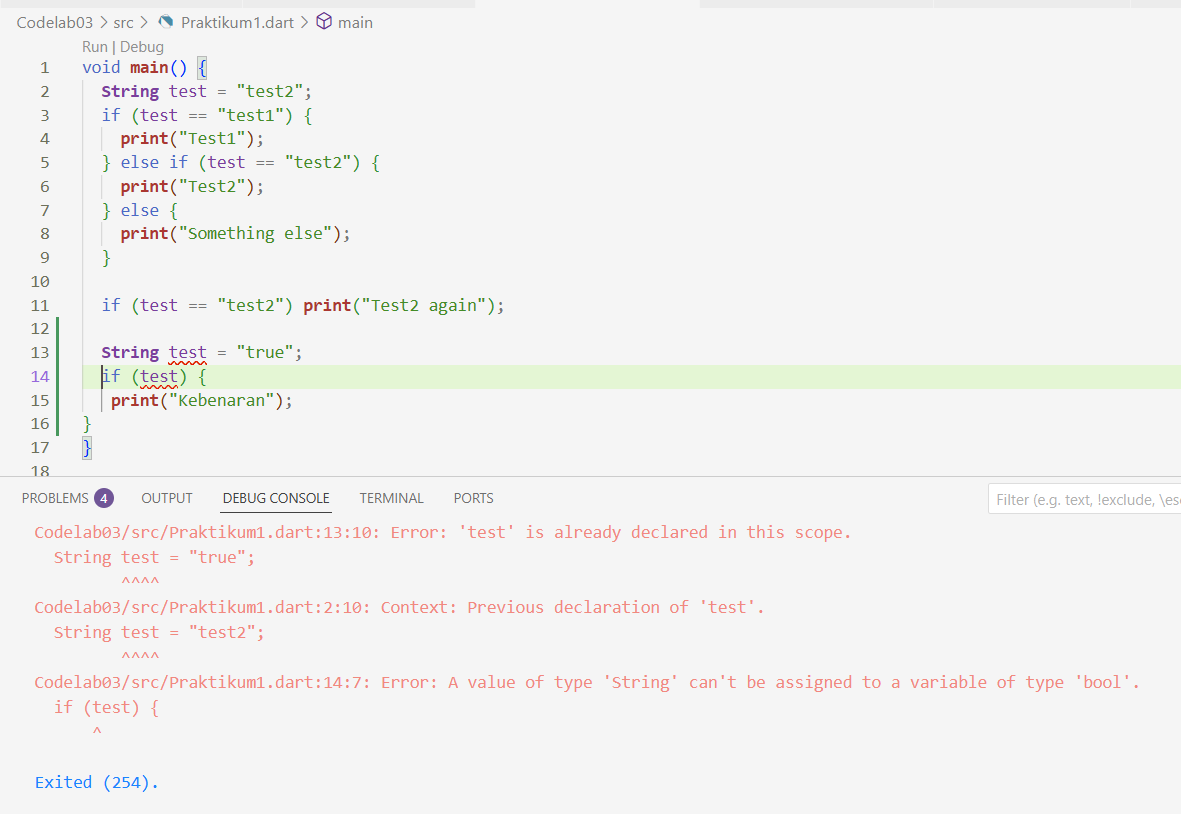 Codelab03 > src > Praktikum1.dart > main
Run | Debug
1 void main() {
2 String test = "test2";
3 if (test == "test1") {
4 print("Test1");
5 } else if (test == "test2") {
6 print("Test2");
7 } else {
8 print("Something else");
9 }
10
11 if (test == "test2") print("Test2 again");
12
13 String test = "true";
14 if (test) {
15 print("Kebenaran");
16 }
17 }
18
PROBLEMS 4 OUTPUT DEBUG CONSOLE TERMINAL PORTS Filter (e.g. text, !exclude, \es
Codelab03/src/Praktikum1.dart:13:10: Error: 'test' is already declared in this scope.
String test = "true";
^^^^
Codelab03/src/Praktikum1.dart:2:10: Context: Previous declaration of 'test'.
String test = "test2";
^^^^
Codelab03/src/Praktikum1.dart:14:7: Error: A value of type 'String' can't be assigned to a variable of type 'bool'.
if (test) {
^
Exited (254).